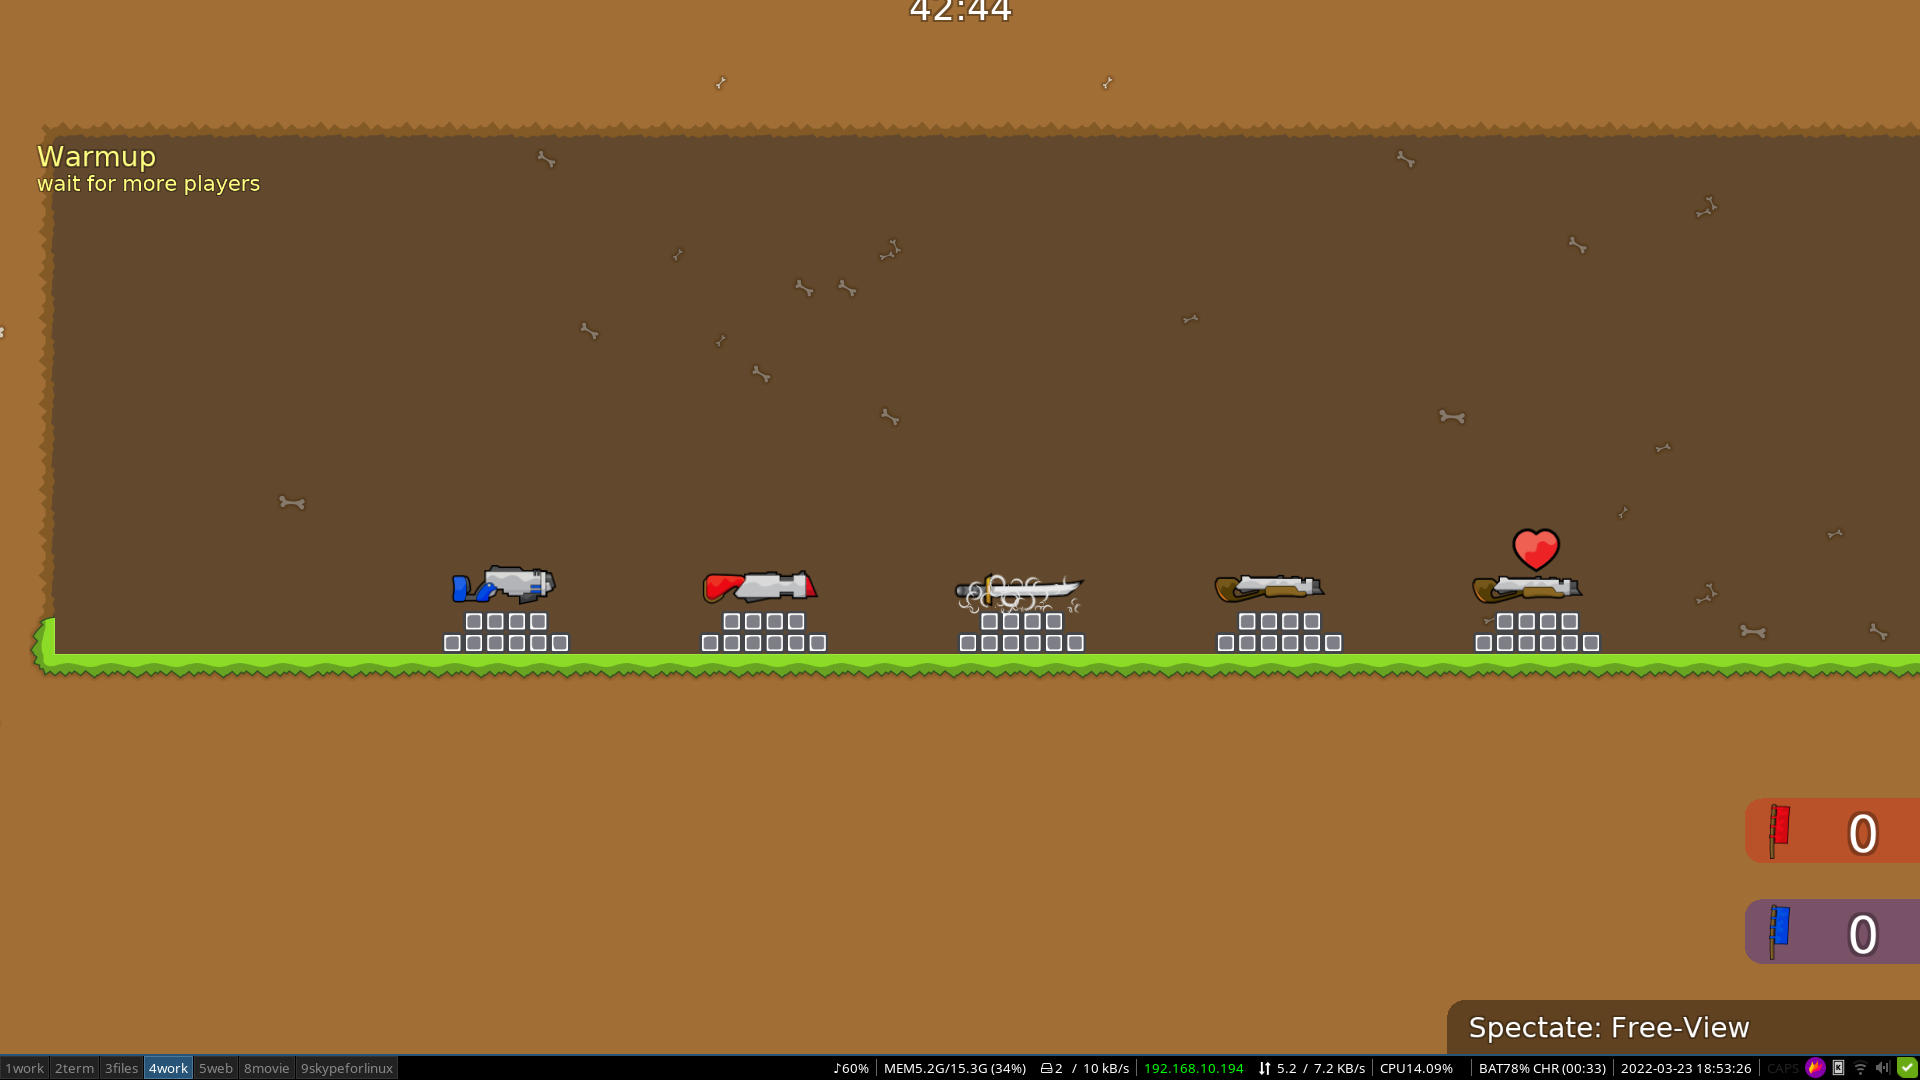 42:44
Warmup
wait for more players
0
0
Spectate: Free-View
1work 2term 3files 4work 5web 8movie 9skypeforlinux ♪60% MEM5.2G/15.3G (34%) 2 / 10 kB/s 192.168.10.194 5.2 / 7.2 KB/s CPU14.09% BAT78% CHR (00:33) 2022-03-23 18:53:26 CAPS